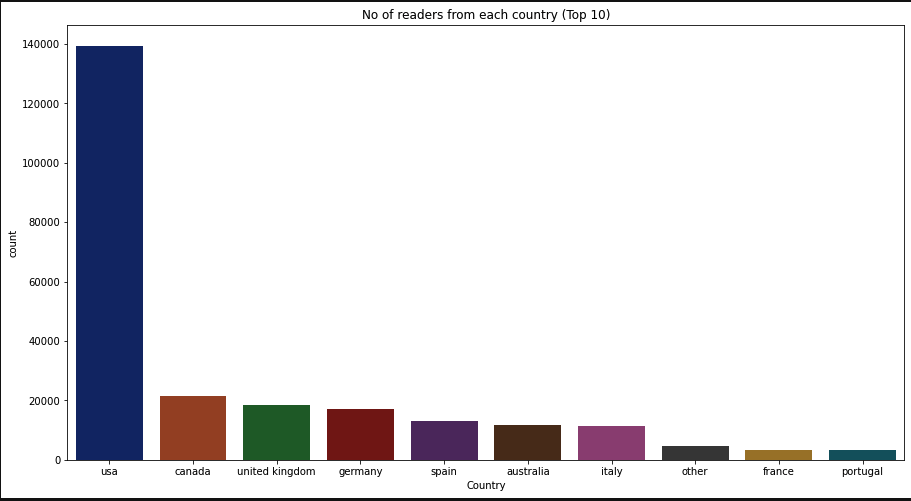 No of readers from each country (Top 10)
140000
120000
100000
80000
60000
40000
20000
0
count
usa canada united kingdom germany spain australia italy other france portugal
Country